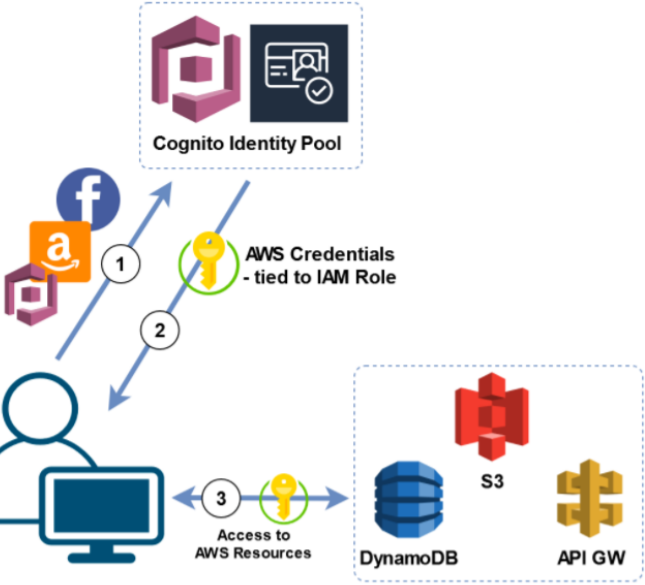 Cognito Identity Pool
f
a
1
AWS Credentials
- tied to IAM Role
2
S3
3
Access to
AWS Resources
DynamoDB
API GW